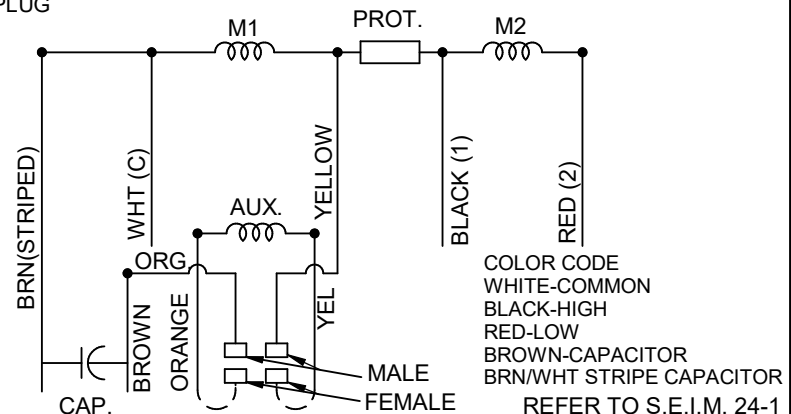 PLUG
M1
PROT.
M2
BRN(STRIPED)
WHT (C)
YELLOW
BLACK (1)
RED (2)
AUX.
ORG
BROWN
ORANGE
YEL
COLOR CODE
WHITE-COMMON
BLACK-HIGH
RED-LOW
BROWN-CAPACITOR
BRN/WHT STRIPE CAPACITOR
MALE
FEMALE
CAP.
REFER TO S.E.I.M. 24-1